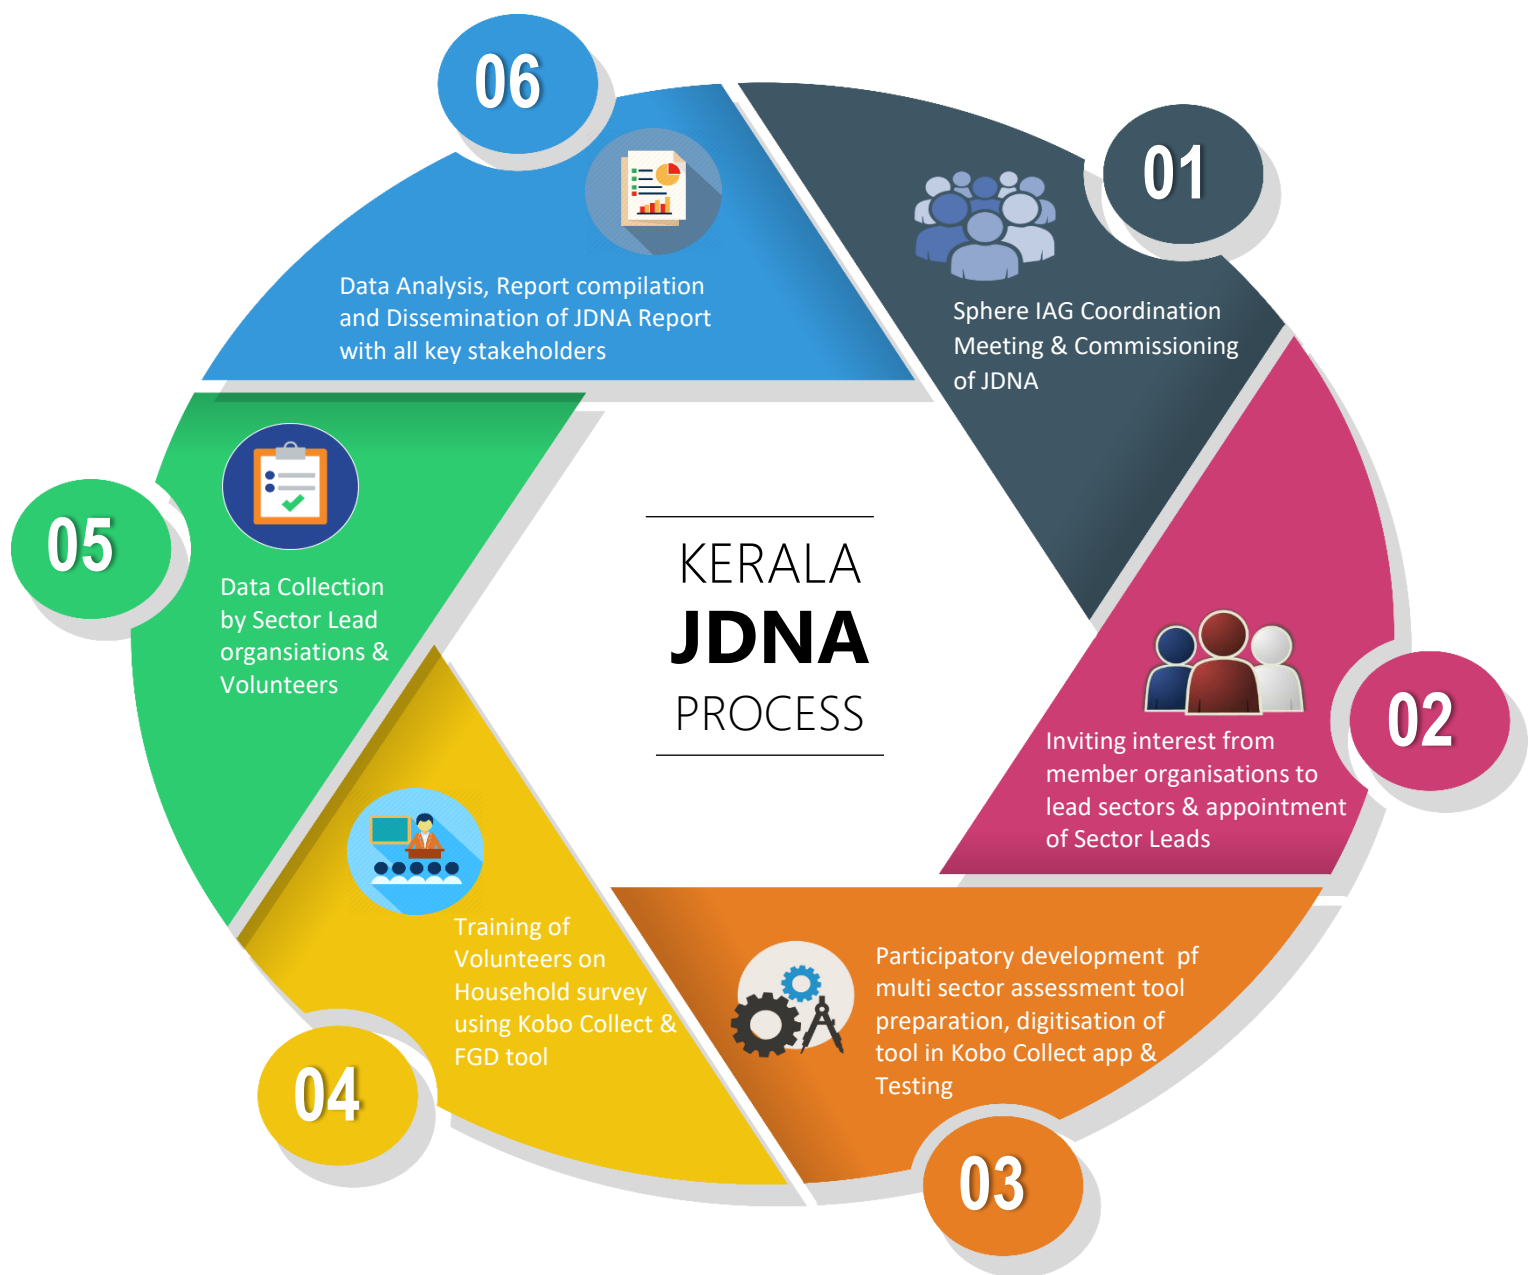 KERALA
JDNA
PROCESS
01
Sphere IAG Coordination
Meeting & Commissioning
of JDNA
02
Inviting interest from
member organisations to
lead sectors & appointment
of Sector Leads
03
Participatory development  pf
multi sector assessment tool
preparation, digitisation of
tool in Kobo Collect app &
Testing
04
Training of
Volunteers on
Household survey
using Kobo Collect &
FGD tool
05
Data Collection
by Sector Lead
organsiations &
Volunteers
06
Data Analysis, Report compilation
and Dissemination of JDNA Report
with all key stakeholders